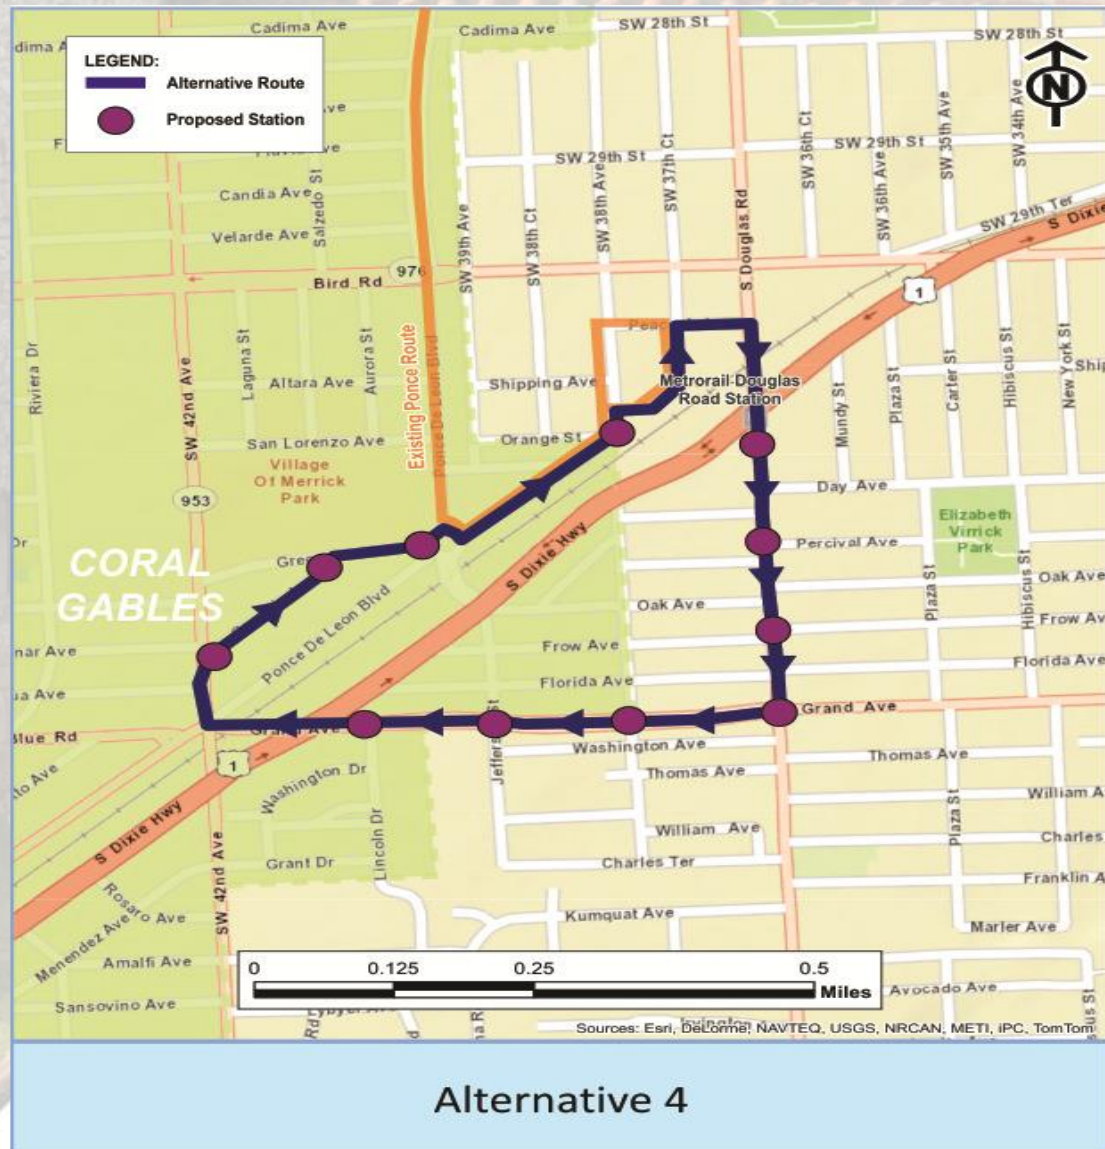 Cadima Ave
Cadima Ave
SW 28th St
SW 28th St
LEGEND:
Alternative Route
Proposed Station
N
SW 29th St
SW 29th St
SW 38th Ave
SW 37th Ct
S Douglas Rd
SW 36th Ct
SW 36th Ave
SW 35th Ave
SW 34th Ave
Candia Ave
Salzedo St
Velarde Ave
SW 39th Ave
SW 38th Ct
SW 29th Ter
S Dixie
976
Bird Rd
1
Riviera Dr
SW 42nd Ave
Laguna St
Aurora St
Altara Ave
Existing Ponce Route
Ponce De Leon Blvd
Shipping Ave
Metrorail Douglas
Road Station
Mundy St
Plaza St
Carter St
Hibiscus St
New York St
San Lorenzo Ave
Orange St
Village
Of Merrick
Park
953
Day Ave
Elizabeth
Virrick
Park
CORAL
GABLES
S Dixie Hwy
Percival Ave
Ponce De Leon Blvd
Oak Ave
Oak Ave
Plaza St
Hibiscus St
Frow Ave
Frow Av
Florida Ave
Florida Ave
Grand Ave
Grand Ave
Blue Rd
Washington Ave
1
Washington Dr
Thomas Ave
Thomas Ave
William Ave
William A
S Dixie Hwy
Lincoln Dr
Plaza St
Charles
Grant Dr
Charles Ter
SW 42nd Ave
Franklin A
Rosaro Ave
Kumquat Ave
Menendez Ave
Marler Ave
Amalfi Ave
0 0.125 0.25 0.5
Miles
Avocado Ave
Sansovino Ave
Sources: Esri, DeLorme, NAVTEQ, USGS, NRCAN, METI, iPC, TomTom
Alternative 4